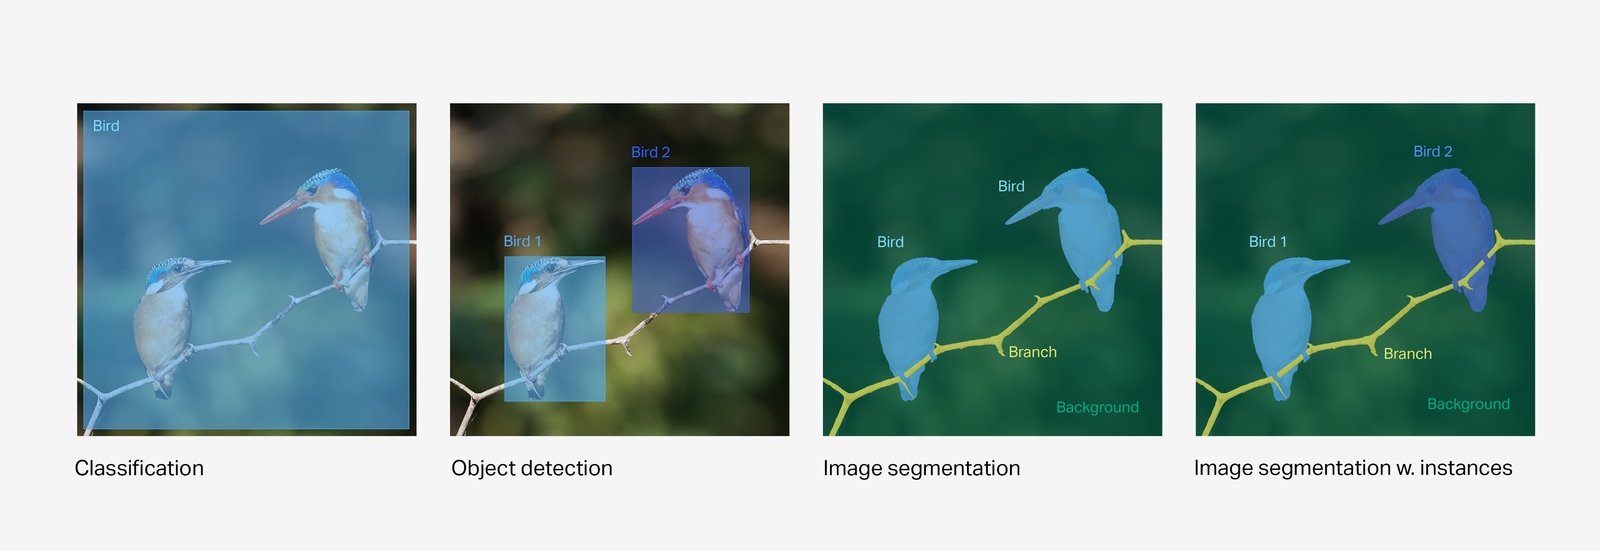 Bird
Classification
Bird 1
Bird 2
Object detection
Bird
Bird
Branch
Background
Image segmentation
Bird 1
Bird 2
Branch
Background
Image segmentation w. instances